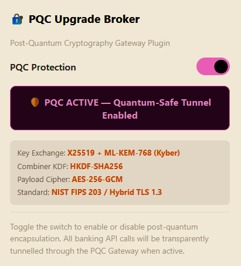 PQC Upgrade Broker
Post-Quantum Cryptography Gateway Plugin
PQC Protection
PQC ACTIVE — Quantum-Safe Tunnel
Enabled
Key Exchange: X25519 + ML-KEM-768 (Kyber)
Combiner KDF: HKDF-SHA256
Payload Cipher: AES-256-GCM
Standard: NIST FIPS 203 / Hybrid TLS 1.3
Toggle the switch to enable or disable post-quantum
encapsulation. All banking API calls will be transparently
tunnelled through the PQC Gateway when active.